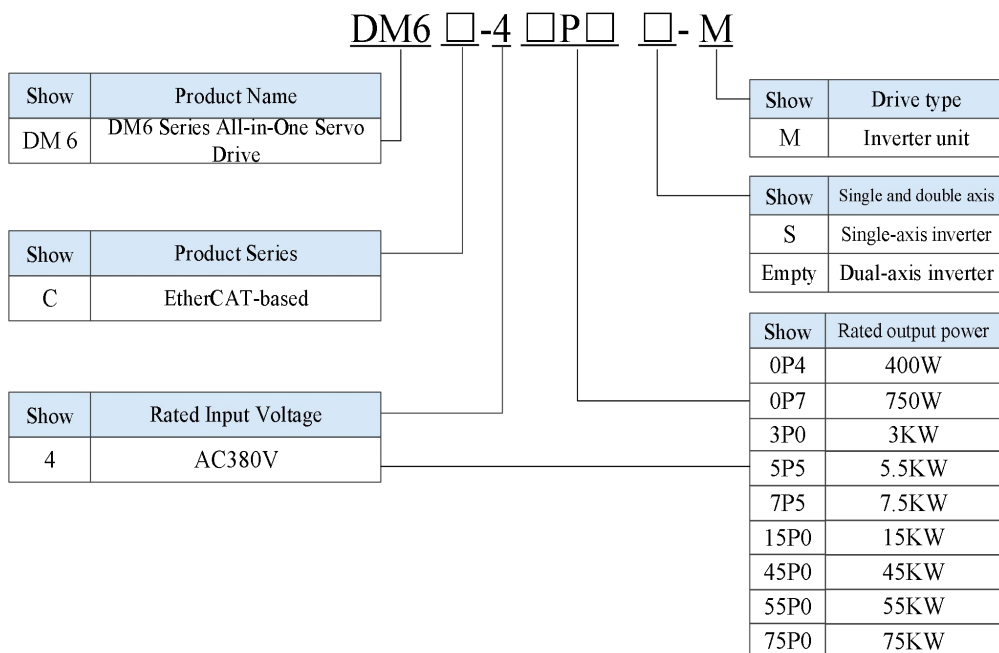 DM6 □-4 □P□ □- M
Show Product Name
DM 6 DM6 Series All-in-One Servo
Drive
Show Product Series
C EtherCAT-based
Show Rated Input Voltage
4 AC380V
Show Drive type
M Inverter unit
Show Single and double axis
S Single-axis inverter
Empty Dual-axis inverter
Show Rated output power
0P4 400W
0P7 750W
3P0 3KW
5P5 5.5KW
7P5 7.5KW
15P0 15KW
45P0 45KW
55P0 55KW
75P0 75KW